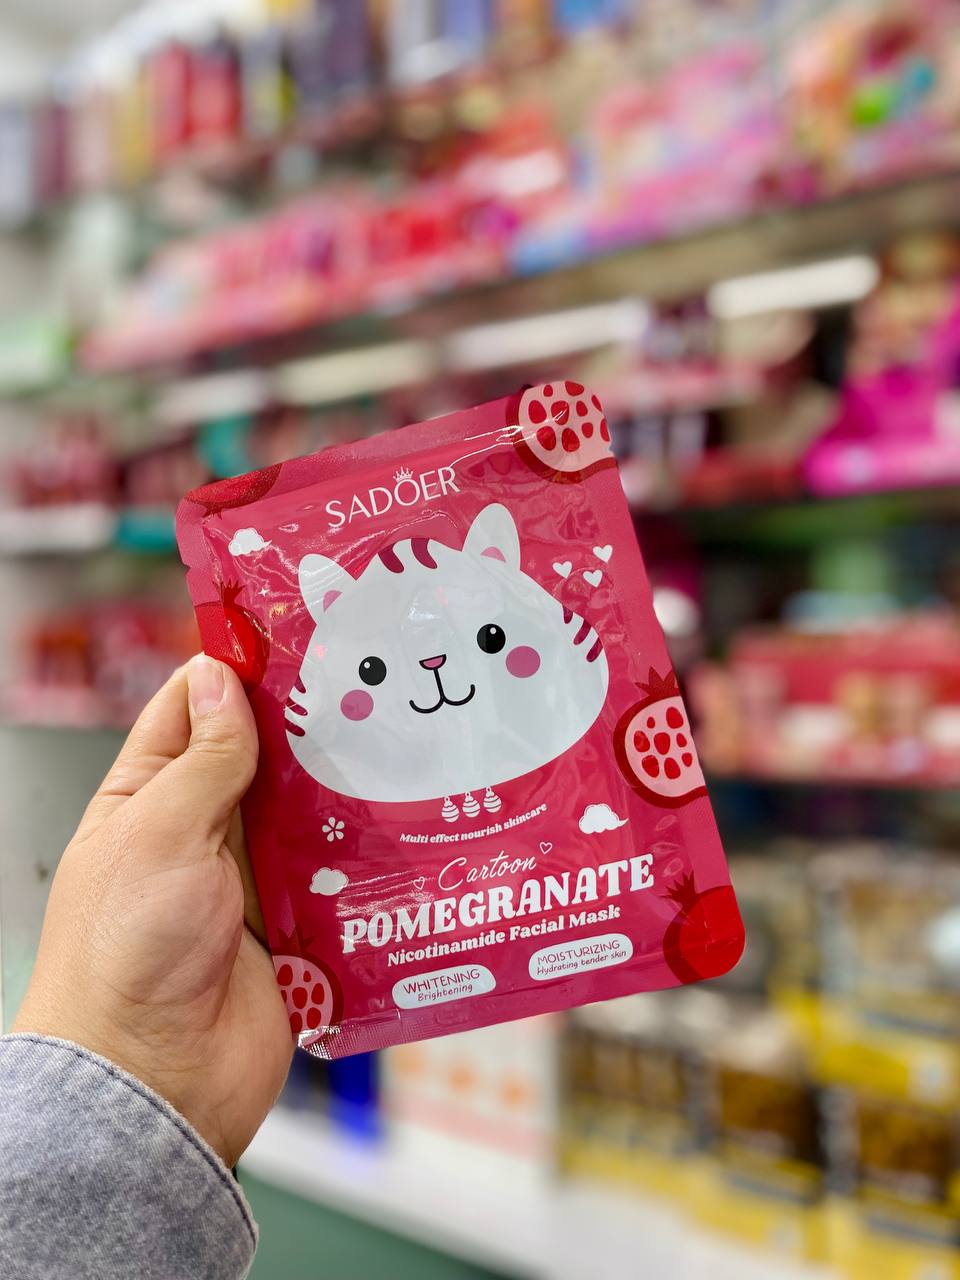 SADOER
Multi effect nourish skincare
Cartoon
POMEGRANATE
Nicotinamide Facial Mask
WHITENING
Brightening
MOISTURIZING
Hydrating tender skin